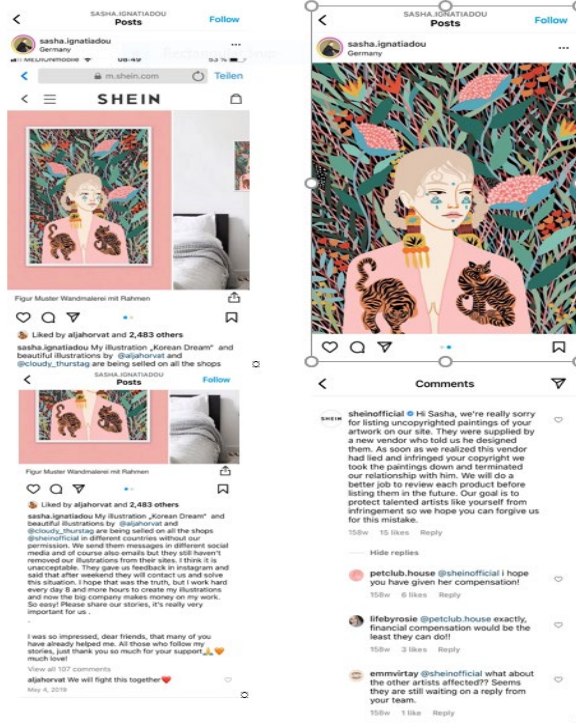 SASHA.IGNATIADOU
Posts
Follow
sasha.ignatiadou
Germany
08:49
53 %
m.shein.com
Teilen
SHEIN
Figur Muster Wandmalerei mit Rahmen
Liked by aljahorvat and 2,483 others
sasha.ignatiadou My illustration „Korean Dream" and
beautiful illustrations by @aljahorvat and
@cloudy_thurstag are being selled on all the shops
SASHA.IGNATIADOU
Posts
Follow
Figur Muster Wandmalerei mit Rahmen
Liked by aljahorvat and 2,483 others
sasha.ignatiadou My illustration „Korean Dream" and
beautiful illustrations by @aljahorvat and
@cloudy_thurstag are being selled on all the shops
@sheinofficial in different countries without our
permission. We send them messages in different social
media and of course also emails but they still haven't
removed our illustrations from their sites. I think it is
unacceptable. They gave us feedback in Instagram and
said that after weekend they will contact us and solve
this situation. I hope that was the truth, but I work hard
every day 8 and more hours to create my illustrations
and now the big company makes money on my work.
So easy! Please share our stories, it's really very
important for us .
.
I was so impressed, dear friends, that many of you
have already helped me. All those who follow my
stories, just thank you so much for your support🙏🧡
much love!
View all 107 comments
aljahorvat We will fight this together❤️
May 4, 2019
SASHA.IGNATIADOU
Posts
Follow
sasha.ignatiadou
Germany
Comments
SHEIN
sheinofficial Hi Sasha, we're really sorry
for listing uncopyrighted paintings of your
artwork on our site. They were supplied by
a new vendor who told us he designed
them. As soon as we realized this vendor
had lied and infringed your copyright we
took the paintings down and terminated
our relationship with him. We will do a
better job to review each product before
listing them in the future. Our goal is to
protect talented artists like yourself from
infringement so we hope you can forgive us
for this mistake.
158w 15 likes Reply
Hide replies
petclub.house @sheinofficial i hope
you have given her compensation!
158w 6 likes Reply
lifebyrosie @petclub.house exactly,
financial compensation would be the
least they can do!!
158w 3 likes Reply
emmvirtay @sheinofficial what about
the other artists affected?? Seems
they are still waiting on a reply from
your team.
158w 1 like Reply